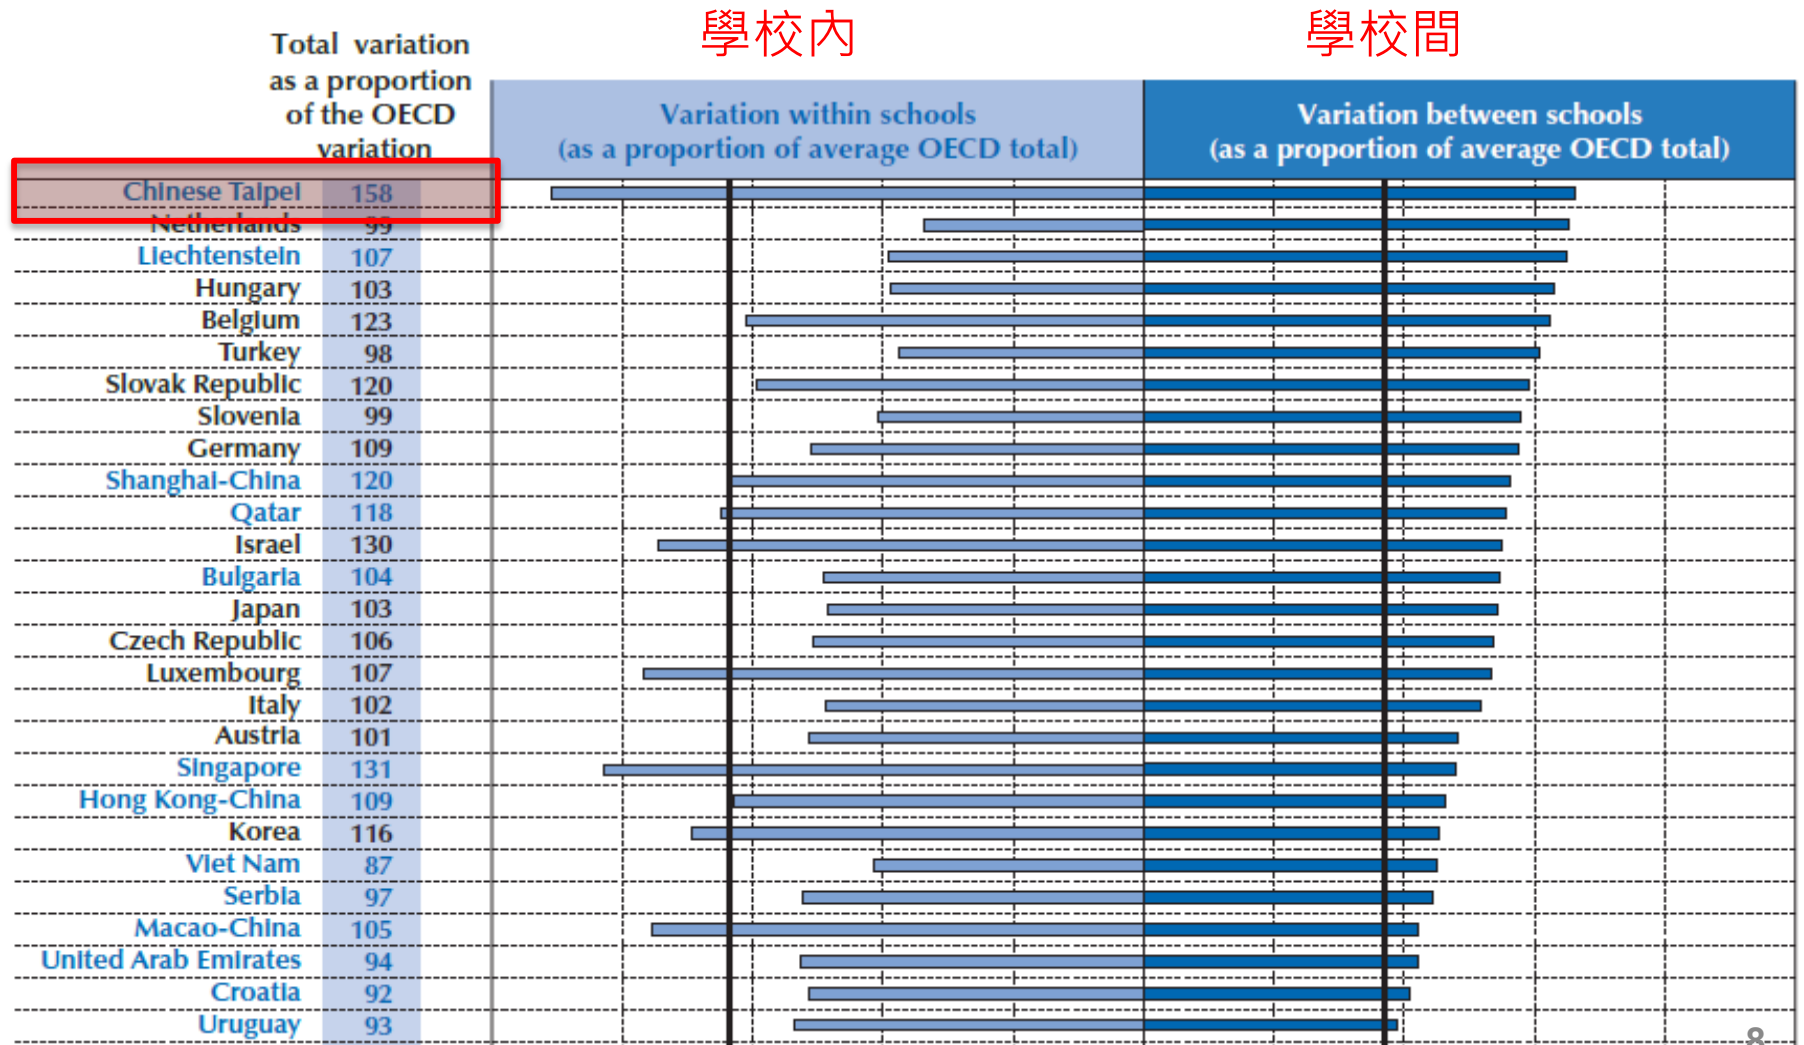 學校內
學校間
Total variation
as a proportion
of the OECD
variation
Variation within schools
(as a proportion of average OECD total)
Variation between schools
(as a proportion of average OECD total)
Chinese Taipei 158
Netherlands 99
Liechtenstein 107
Hungary 103
Belgium 123
Turkey 98
Slovak Republic 120
Slovenia 99
Germany 109
Shanghai-China 120
Qatar 118
Israel 130
Bulgaria 104
Japan 103
Czech Republic 106
Luxembourg 107
Italy 102
Austria 101
Singapore 131
Hong Kong-China 109
Korea 116
Viet Nam 87
Serbia 97
Macao-China 105
United Arab Emirates 94
Croatia 92
Uruguay 93
8